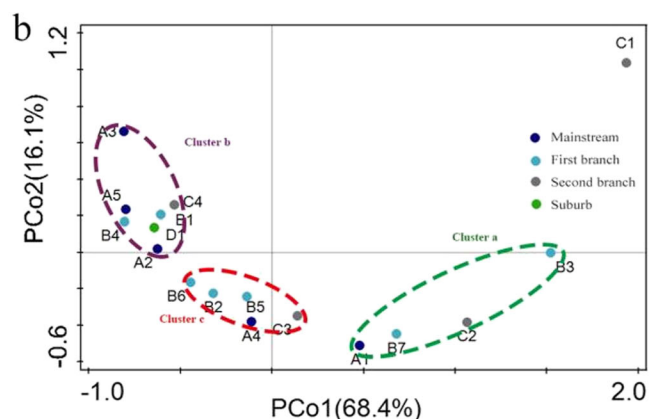 b
1.2
C1
A3
Cluster b
Mainstream
First branch
Second branch
Suburb
PCo2(16.1%)
A5
C4
B1
B4
D1
A2
Cluster a
B3
B6
B2
B5
Cluster c
A4
C3
C2
A1
B7
-0.6
-1.0
2.0
PCo1(68.4%)